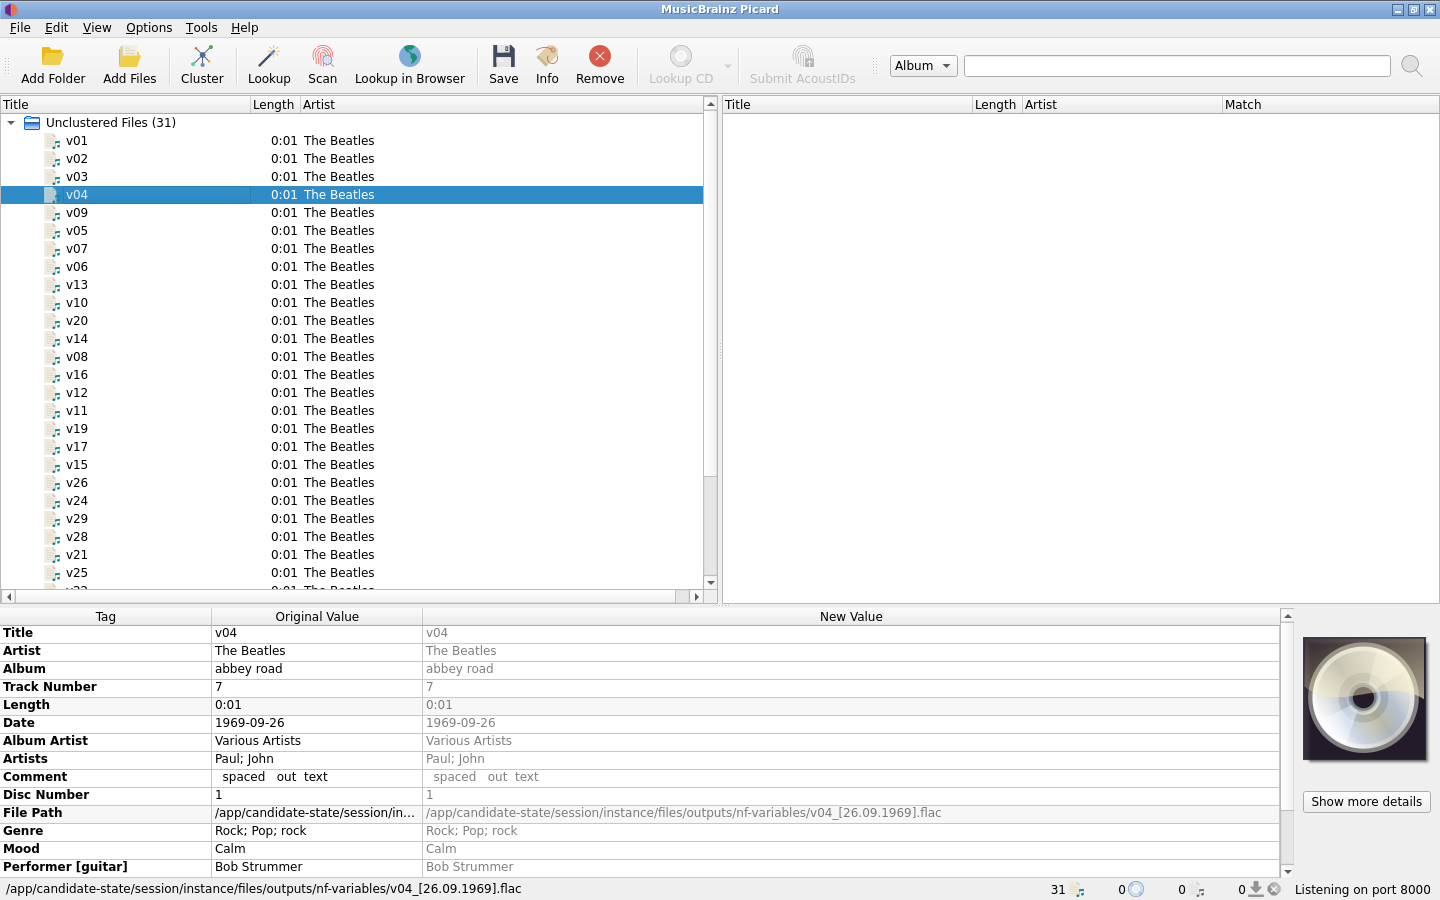 MusicBrainz Picard
File Edit View Options Tools Help
Add Folder Add Files Cluster Lookup Scan Lookup in Browser Save Info Remove Lookup CD Submit AcoustIDs Album
Title Length Artist Title Length Artist Match
Unclustered Files (31)
v01 0:01 The Beatles
v02 0:01 The Beatles
v03 0:01 The Beatles
v04 0:01 The Beatles
v09 0:01 The Beatles
v05 0:01 The Beatles
v07 0:01 The Beatles
v06 0:01 The Beatles
v13 0:01 The Beatles
v10 0:01 The Beatles
v20 0:01 The Beatles
v14 0:01 The Beatles
v08 0:01 The Beatles
v16 0:01 The Beatles
v12 0:01 The Beatles
v11 0:01 The Beatles
v19 0:01 The Beatles
v17 0:01 The Beatles
v15 0:01 The Beatles
v26 0:01 The Beatles
v24 0:01 The Beatles
v29 0:01 The Beatles
v28 0:01 The Beatles
v21 0:01 The Beatles
v25 0:01 The Beatles
Tag Original Value New Value
Title v04 v04
Artist The Beatles The Beatles
Album abbey road abbey road
Track Number 7 7
Length 0:01 0:01
Date 1969-09-26 1969-09-26
Album Artist Various Artists Various Artists
Artists Paul; John Paul; John
Comment   spaced   out  text   spaced   out  text
Disc Number 1 1
File Path /app/candidate-state/session/in... /app/candidate-state/session/instance/files/outputs/nf-variables/v04_[26.09.1969].flac
Genre Rock; Pop; rock Rock; Pop; rock
Mood Calm Calm
Performer [guitar] Bob Strummer Bob Strummer
Show more details
/app/candidate-state/session/instance/files/outputs/nf-variables/v04_[26.09.1969].flac 31 0 0 0 Listening on port 8000